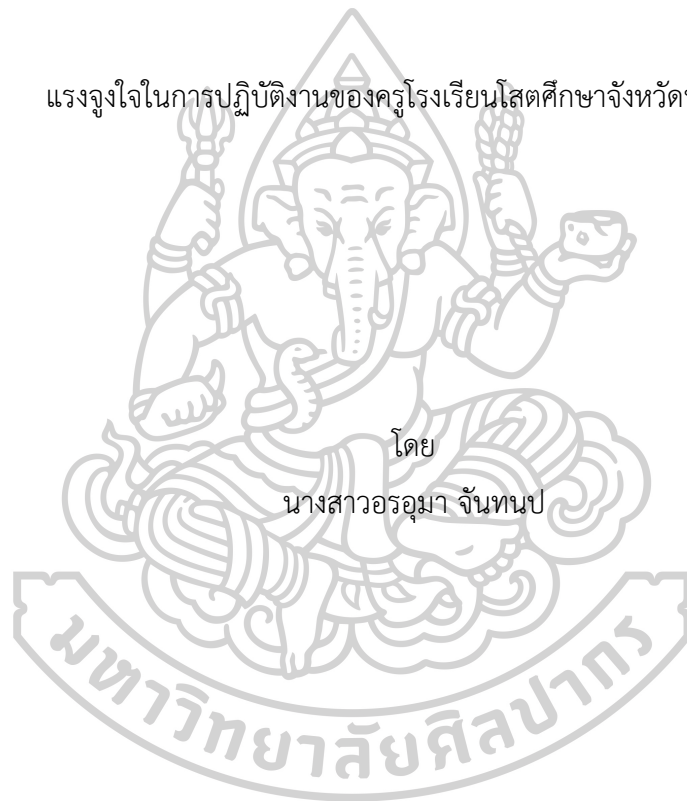 แรงจูงใจในการปฏิบัติงานของครูโรงเรียนโสตศึกษาจังหวัด
โดย
นางสาวอรอุมา จันทนป
มหาวิทยาลัยศิลปากร